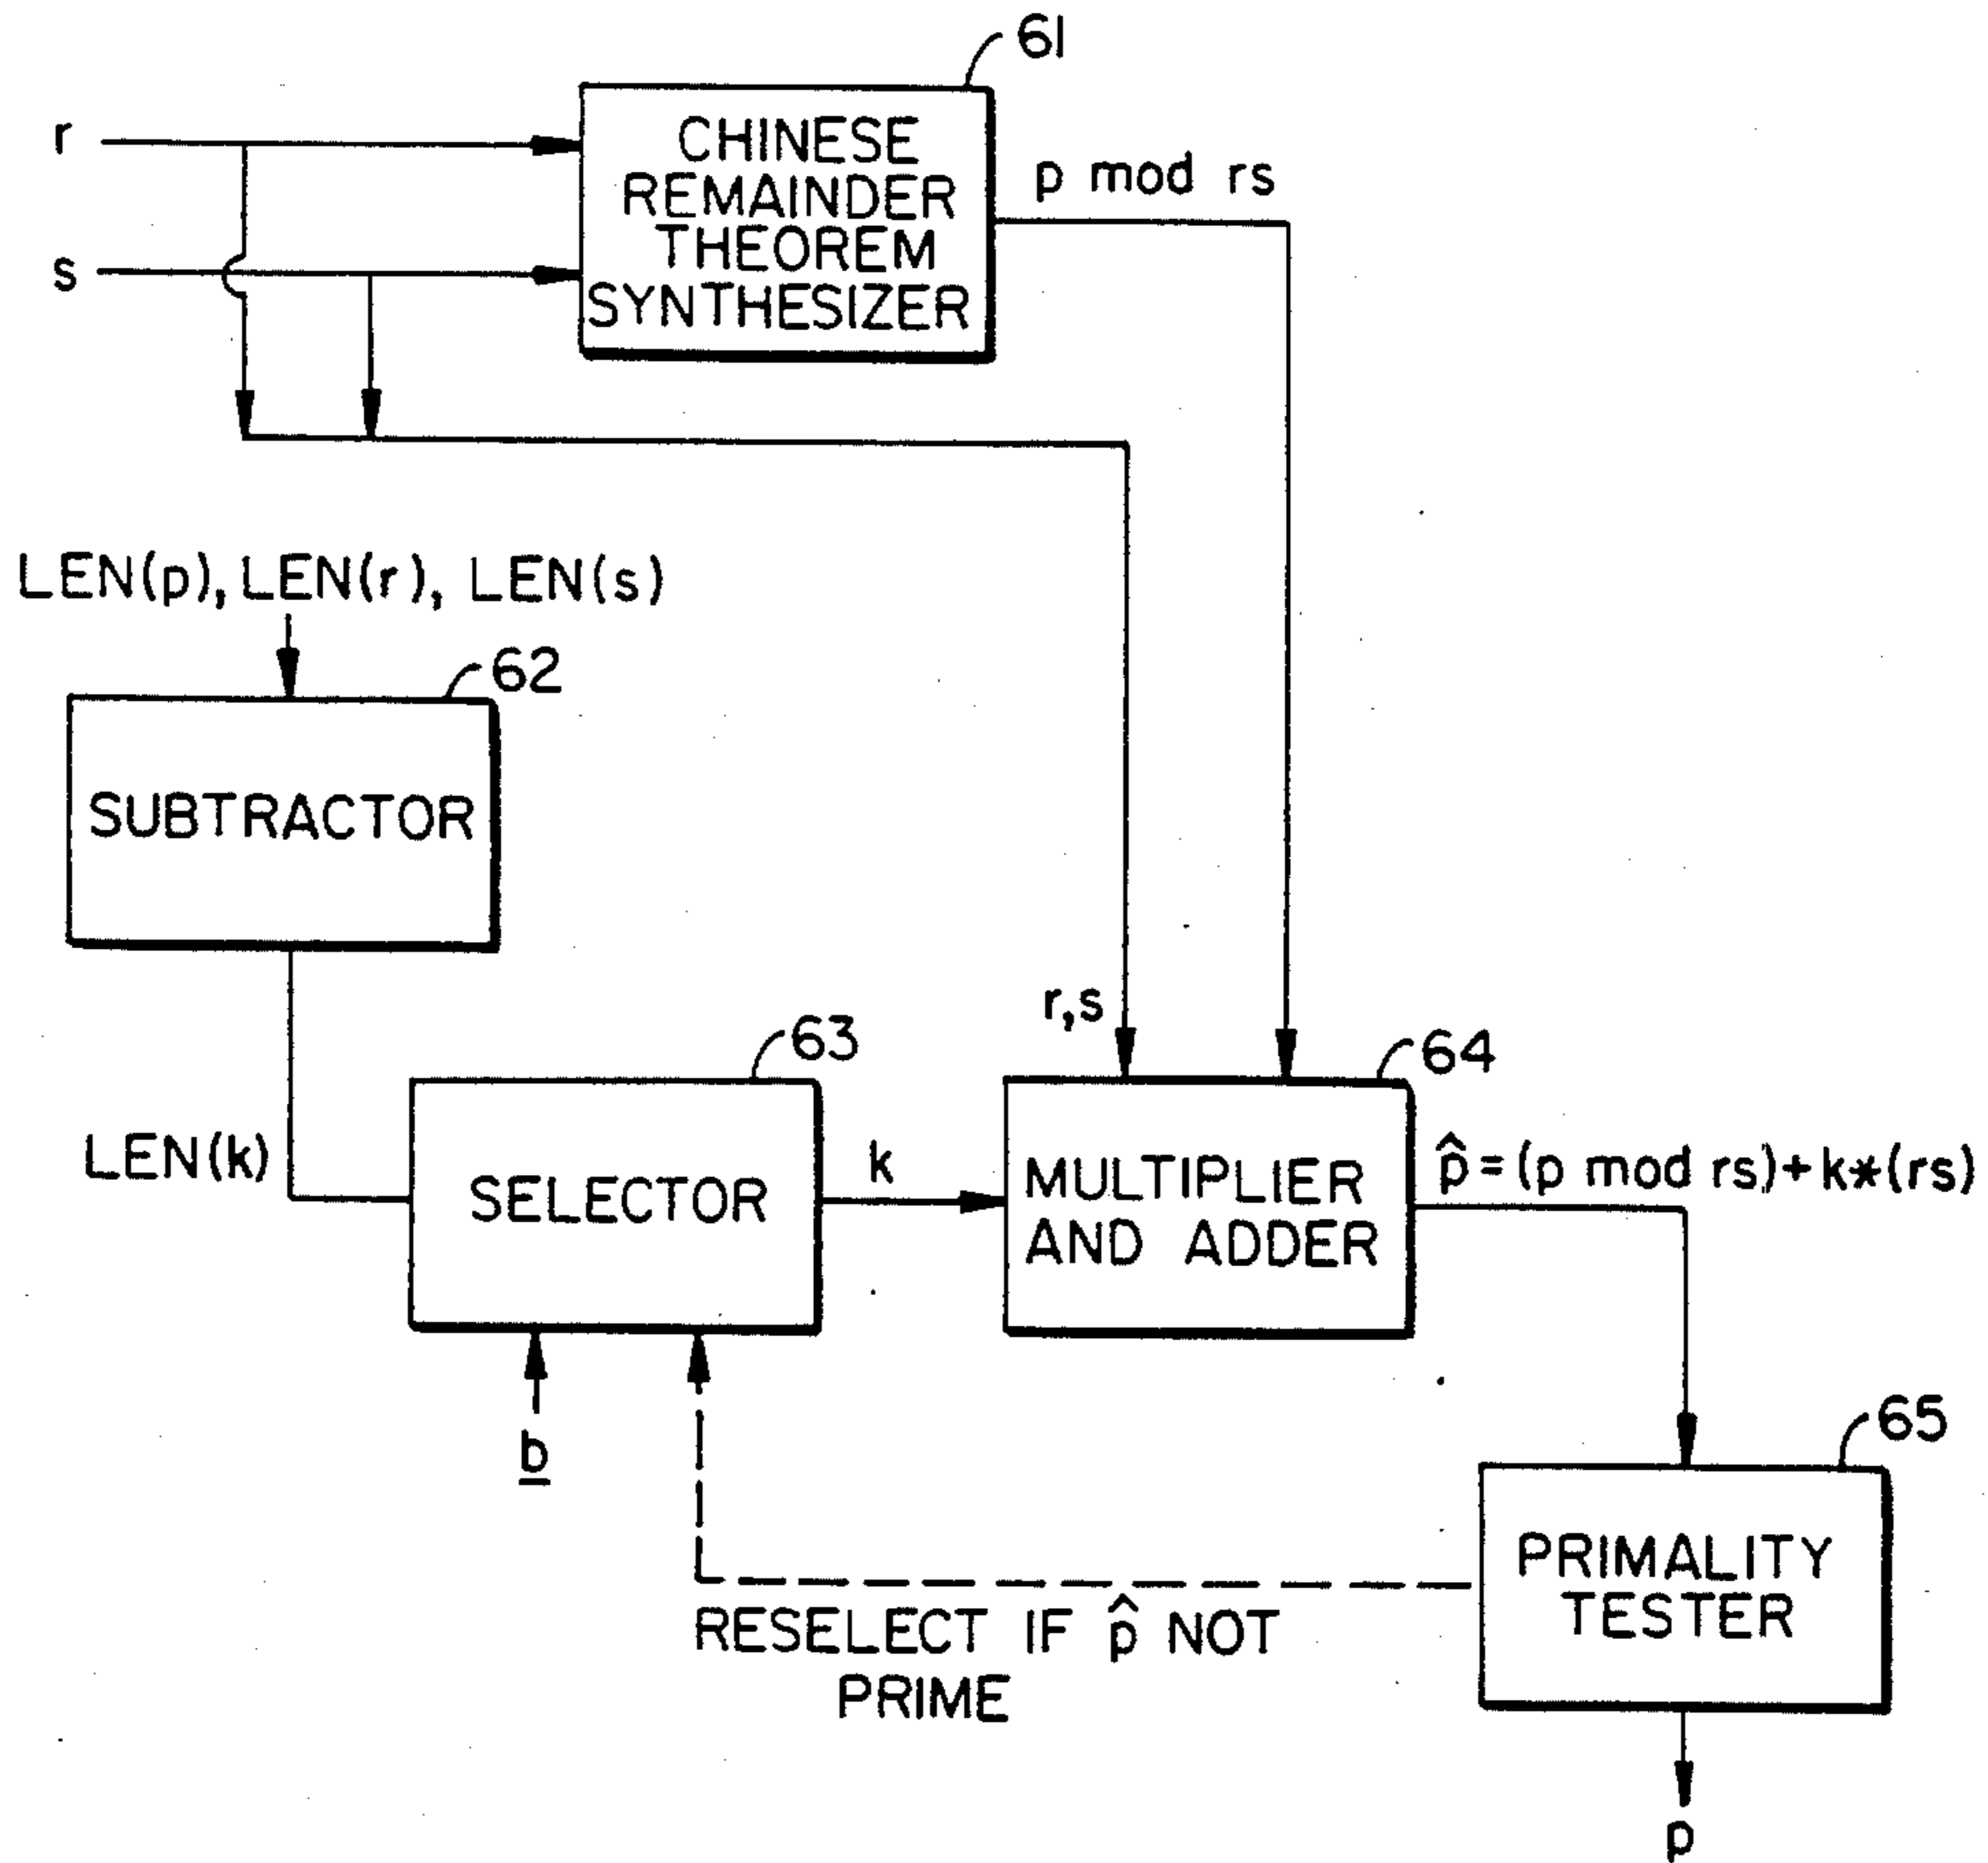 61
r
CHINESE
REMAINDER
THEOREM
SYNTHESIZER
p mod rs
s
LEN(p), LEN(r), LEN(s)
62
SUBTRACTOR
r,s
63
64
LEN(k)
SELECTOR
k
MULTIPLIER
AND ADDER
p̂=(p mod rs)+k*(rs)
b
65
PRIMALITY
TESTER
RESELECT IF p̂ NOT
PRIME
p